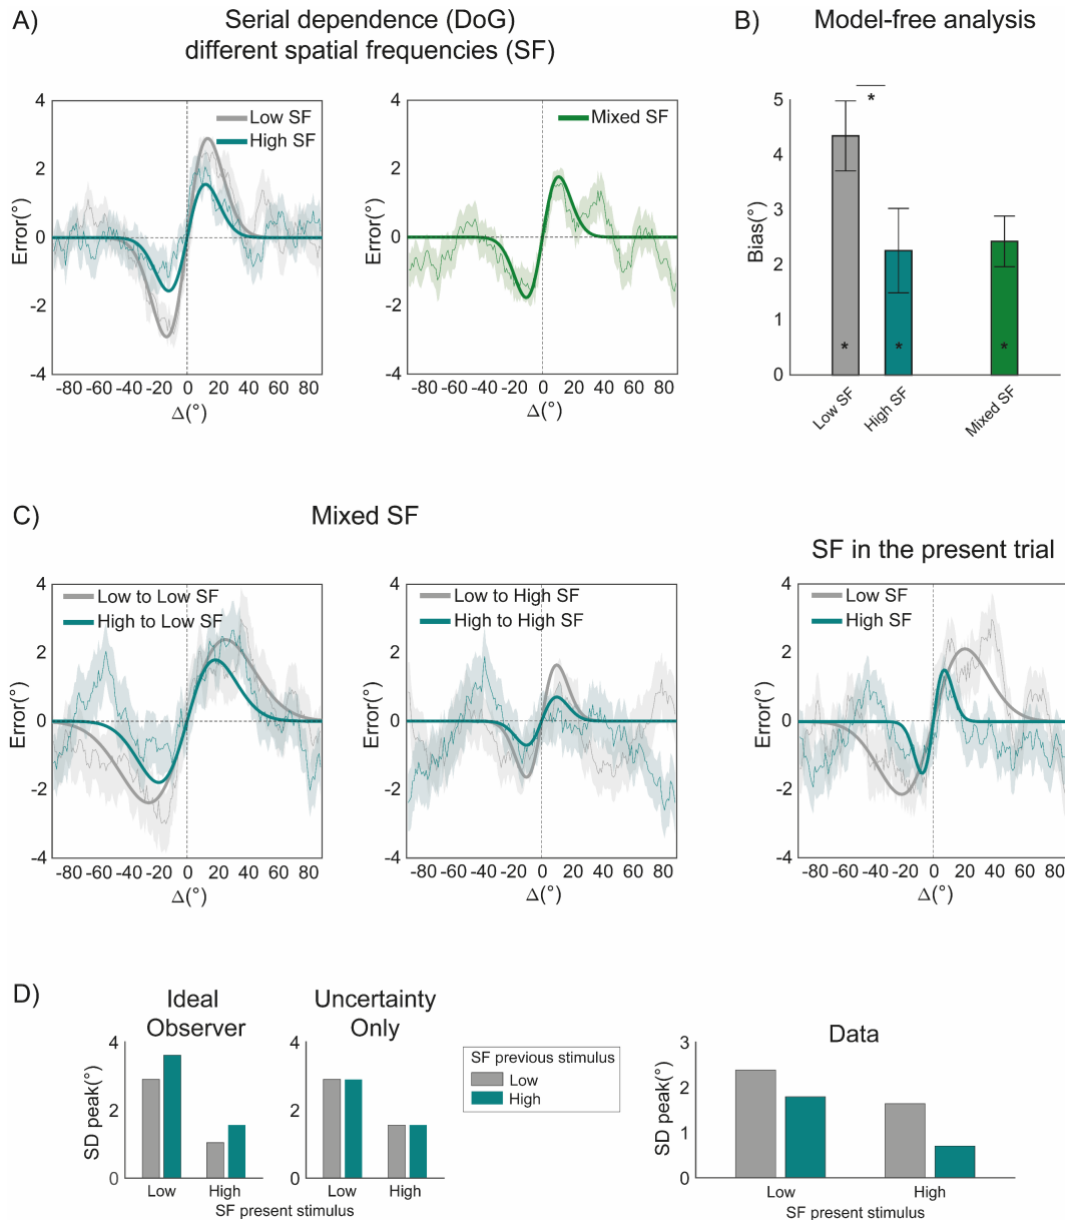 A)
Serial dependence (DoG)
different spatial frequencies (SF)
4
2
0
-2
-4
Error(°)
Low SF
High SF
-80 -60 -40 -20 0 20 40 60 80
Δ(°)
4
2
0
-2
-4
Error(°)
Mixed SF
-80 -60 -40 -20 0 20 40 60 80
Δ(°)
B)
Model-free analysis
5
4
3
2
1
0
Bias(°)
*
* * *
Low SF
High SF
Mixed SF
C)
Mixed SF
4
2
0
-2
-4
Error(°)
Low to Low SF
High to Low SF
-80 -60 -40 -20 0 20 40 60 80
Δ(°)
4
2
0
-2
-4
Error(°)
Low to High SF
High to High SF
-80 -60 -40 -20 0 20 40 60 80
Δ(°)
SF in the present trial
4
2
0
-2
-4
Error(°)
Low SF
High SF
-80 -60 -40 -20 0 20 40 60 80
Δ(°)
D)
Ideal
Observer
4
2
0
SD peak(°)
Low High
Uncertainty
Only
4
2
0
Low High
SF present stimulus
SF previous stimulus
Low
High
Data
3
2
1
0
SD peak(°)
Low High
SF present stimulus